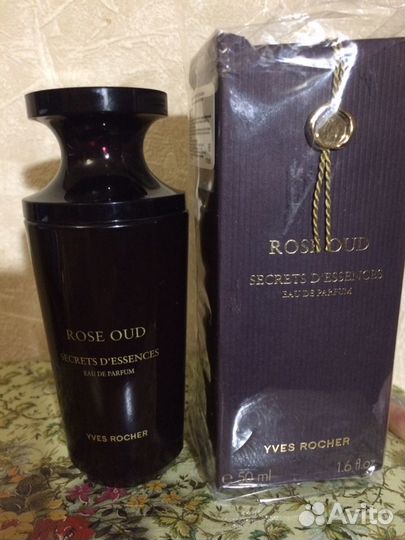 ROSE OUD
SECRETS D'ESSENCES
EAU DE PARFUM
YVES ROCHER
ROSE OUD
SECRETS D'ESSENCES
EAU DE PARFUM
YVES ROCHER
50 ml 1.6 fl.oz
Avito